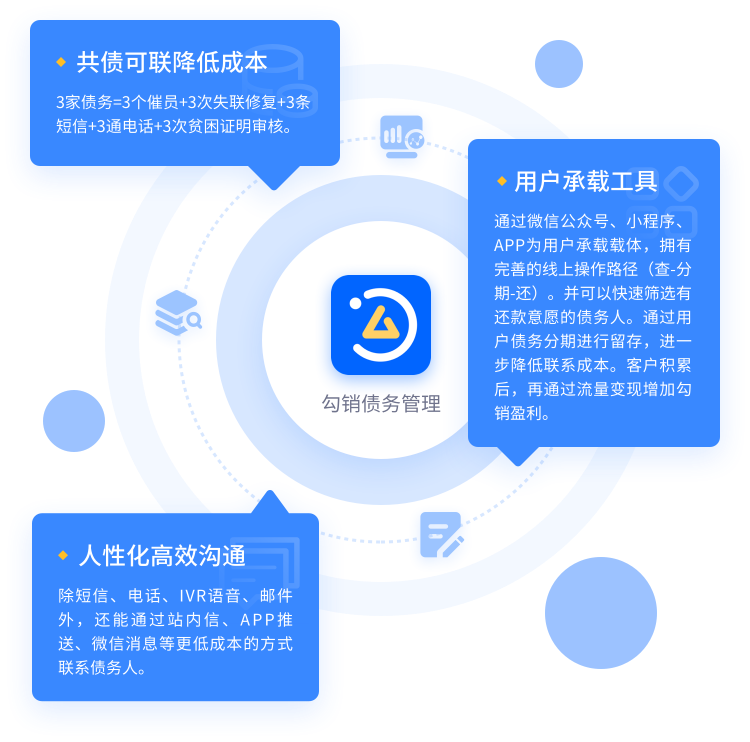 共债可联降低成本
3家债务=3个催员+3次失联修复+3条
短信+3通电话+3次贫困证明审核。
用户承载工具
通过微信公众号、小程序、
APP为用户承载载体，拥有
完善的线上操作路径（查-分
期-还）。并可以快速筛选有
还款意愿的债务人。通过用
户债务分期进行留存，进一
步降低联系成本。客户积累
后，再通过流量变现增加勾
销盈利。
勾销债务管理
人性化高效沟通
除短信、电话、IVR语音、邮件
外，还能通过站内信、APP推
送、微信消息等更低成本的方式
联系债务人。